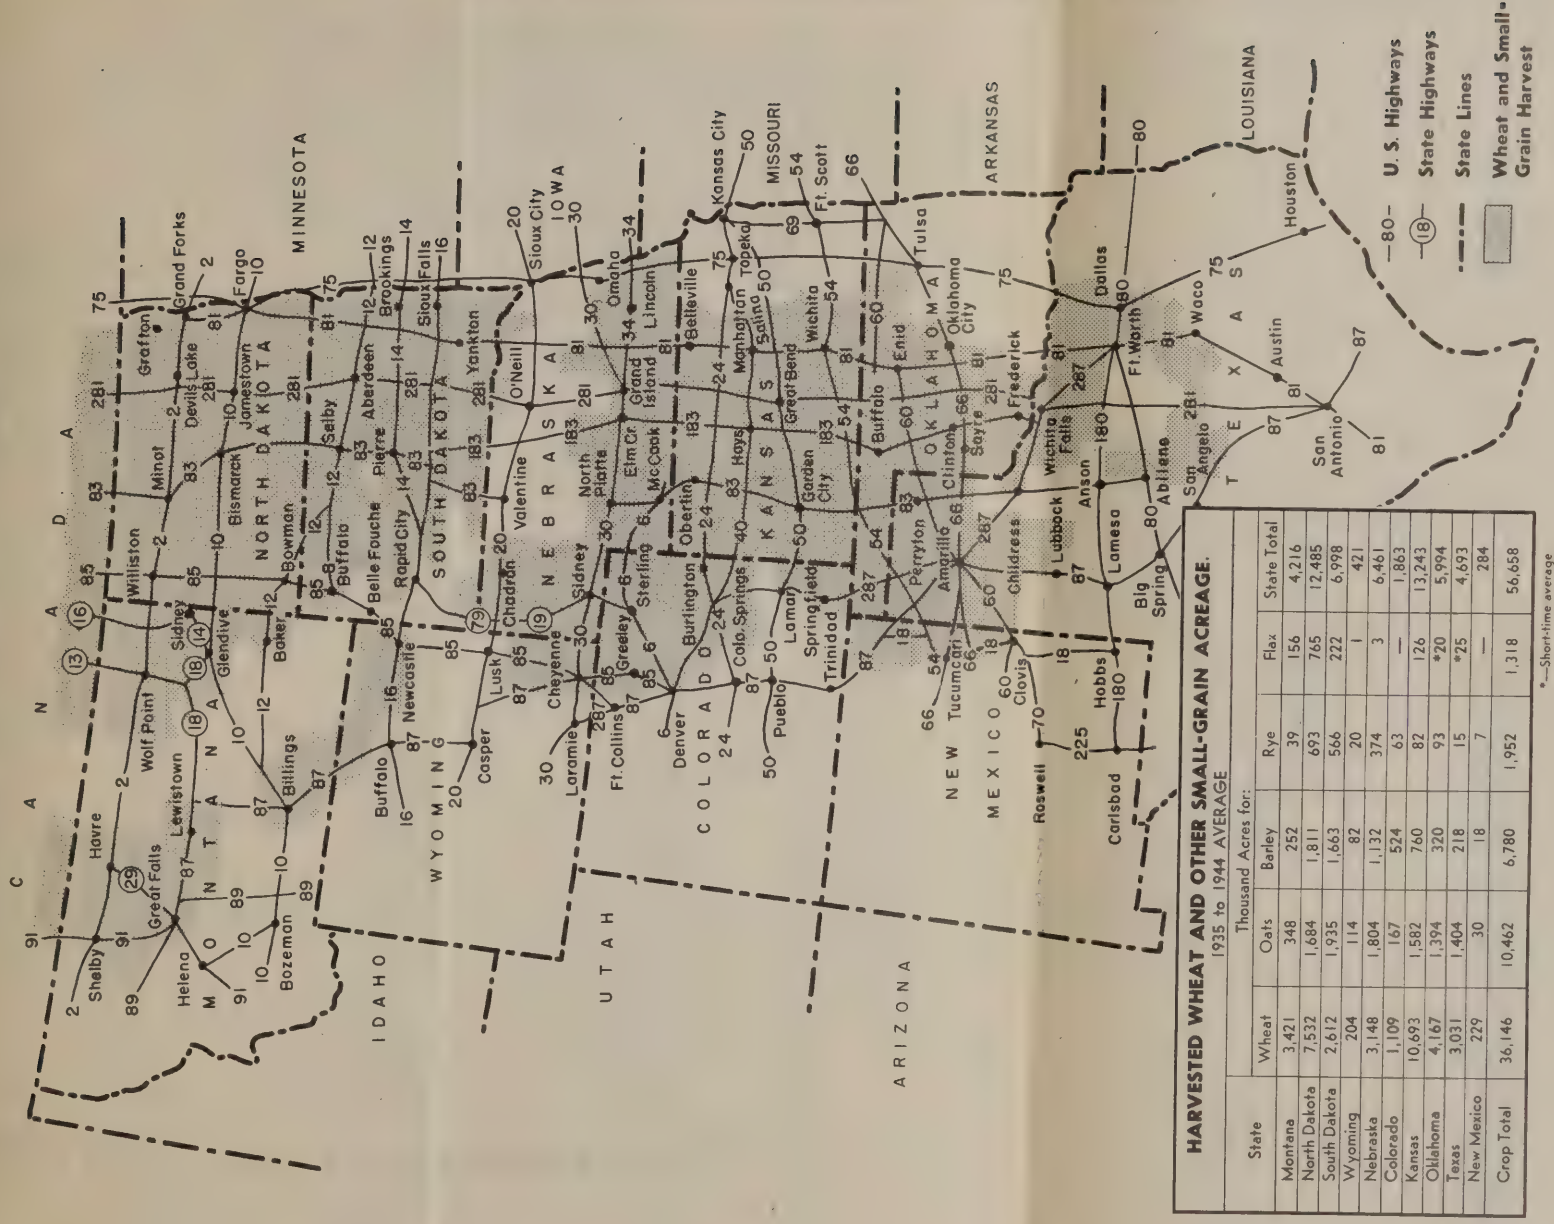 CANADA
MINNESOTA
IOWA
MISSOURI
ARKANSAS
LOUISIANA
IDAHO
UTAH
ARIZONA
MONTANA
NORTH DAKOTA
SOUTH DAKOTA
WYOMING
NEBRASKA
COLORADO
KANSAS
OKLAHOMA
NEW MEXICO
TEXAS
Shelby
Havre
Great Falls
Helena
Bozeman
Lewistown
Billings
Wolf Point
Sidney
Glendive
Baker
Williston
Minot
Devils Lake
Grafton
Grand Forks
Fargo
Jamestown
Bismarck
Bowman
Buffalo
Belle Fouche
Rapid City
Selby
Pierre
Aberdeen
Brookings
Sioux Falls
Yankton
Sioux City
Buffalo
Newcastle
Casper
Lusk
Cheyenne
Laramie
Chadron
Valentine
O'Neill
Sidney
North Platte
Elm Cr.
McCook
Grand Island
Lincoln
Omaha
Ft. Collins
Greeley
Sterling
Denver
Burlington
Colo. Springs
Pueblo
Lamar
Springfield
Trinidad
Obertin
Hays
Garden City
Great Bend
Salina
Manhattan
Belleville
Topeka
Kansas City
Wichita
Ft. Scott
Buffalo
Enid
Tulsa
Oklahoma City
Clinton
Sayre
Frederick
Perryton
Amarillo
Childress
Lubbock
Lamesa
Big Spring
Anson
Abilene
San Angelo
Wichita Falls
Ft. Worth
Dallas
Waco
Austin
San Antonio
Houston
Tucumcari
Clovis
Roswell
Hobbs
Carlsbad
—80— U. S. Highways
—(18)— State Highways
State Lines
Wheat and Small-
Grain Harvest
HARVESTED WHEAT AND OTHER SMALL-GRAIN ACREAGE.
1935 to 1944 AVERAGE
State Thousand Acres for:
Wheat Oats Barley Rye Flax State Total
Montana 3,421 348 252 39 156 4,216
North Dakota 7,532 1,684 1,811 693 765 12,485
South Dakota 2,612 1,935 1,663 566 222 6,998
Wyoming 204 114 82 20 1 421
Nebraska 3,148 1,804 1,132 374 3 6,461
Colorado 1,109 167 524 63 — 1,863
Kansas 10,693 1,582 760 82 126 13,243
Oklahoma 4,167 1,394 320 93 *20 5,994
Texas 3,031 1,404 218 15 *25 4,693
New Mexico 229 30 18 7 — 284
Crop Total 36,146 10,462 6,780 1,952 1,318 56,658
*—Short-time average